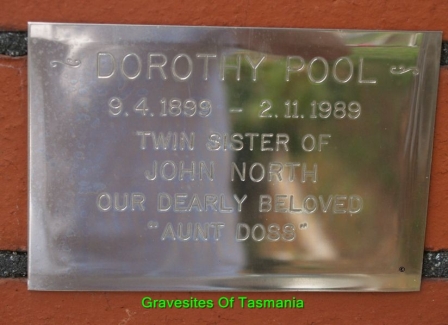 DOROTHY POOL
9.4.1899 - 2.11.1989
TWIN SISTER OF
JOHN NORTH
OUR DEARLY BELOVED
"AUNT DOSS"
Gravesites Of Tasmania